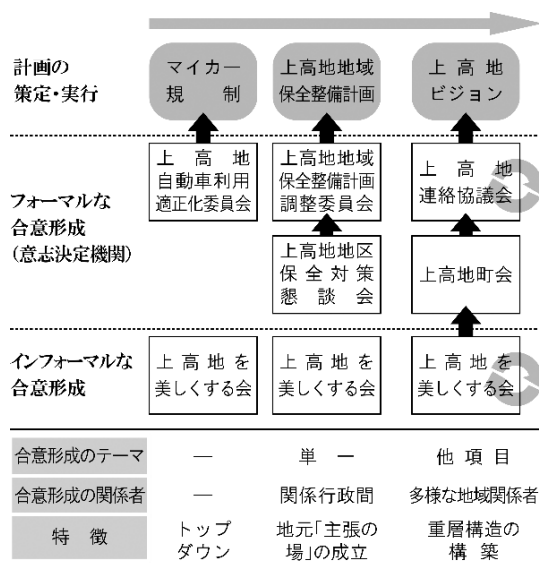 計画の
策定・実行
マイカー
規制
上高地地域
保全整備計画
上高地
ビジョン
フォーマルな
合意形成
(意志決定機関)
上高地
自動車利用
適正化委員会
上高地地域
保全整備計画
調整委員会
上高地
連絡協議会
上高地地区
保全対策
懇談会
上高地町会
インフォーマルな
合意形成
上高地を
美しくする会
上高地を
美しくする会
上高地を
美しくする会
合意形成のテーマ
—
単一
他項目
合意形成の関係者
—
関係行政間
多様な地域関係者
特徴
トップ
ダウン
地元「主張の
場」の成立
重層構造の
構築